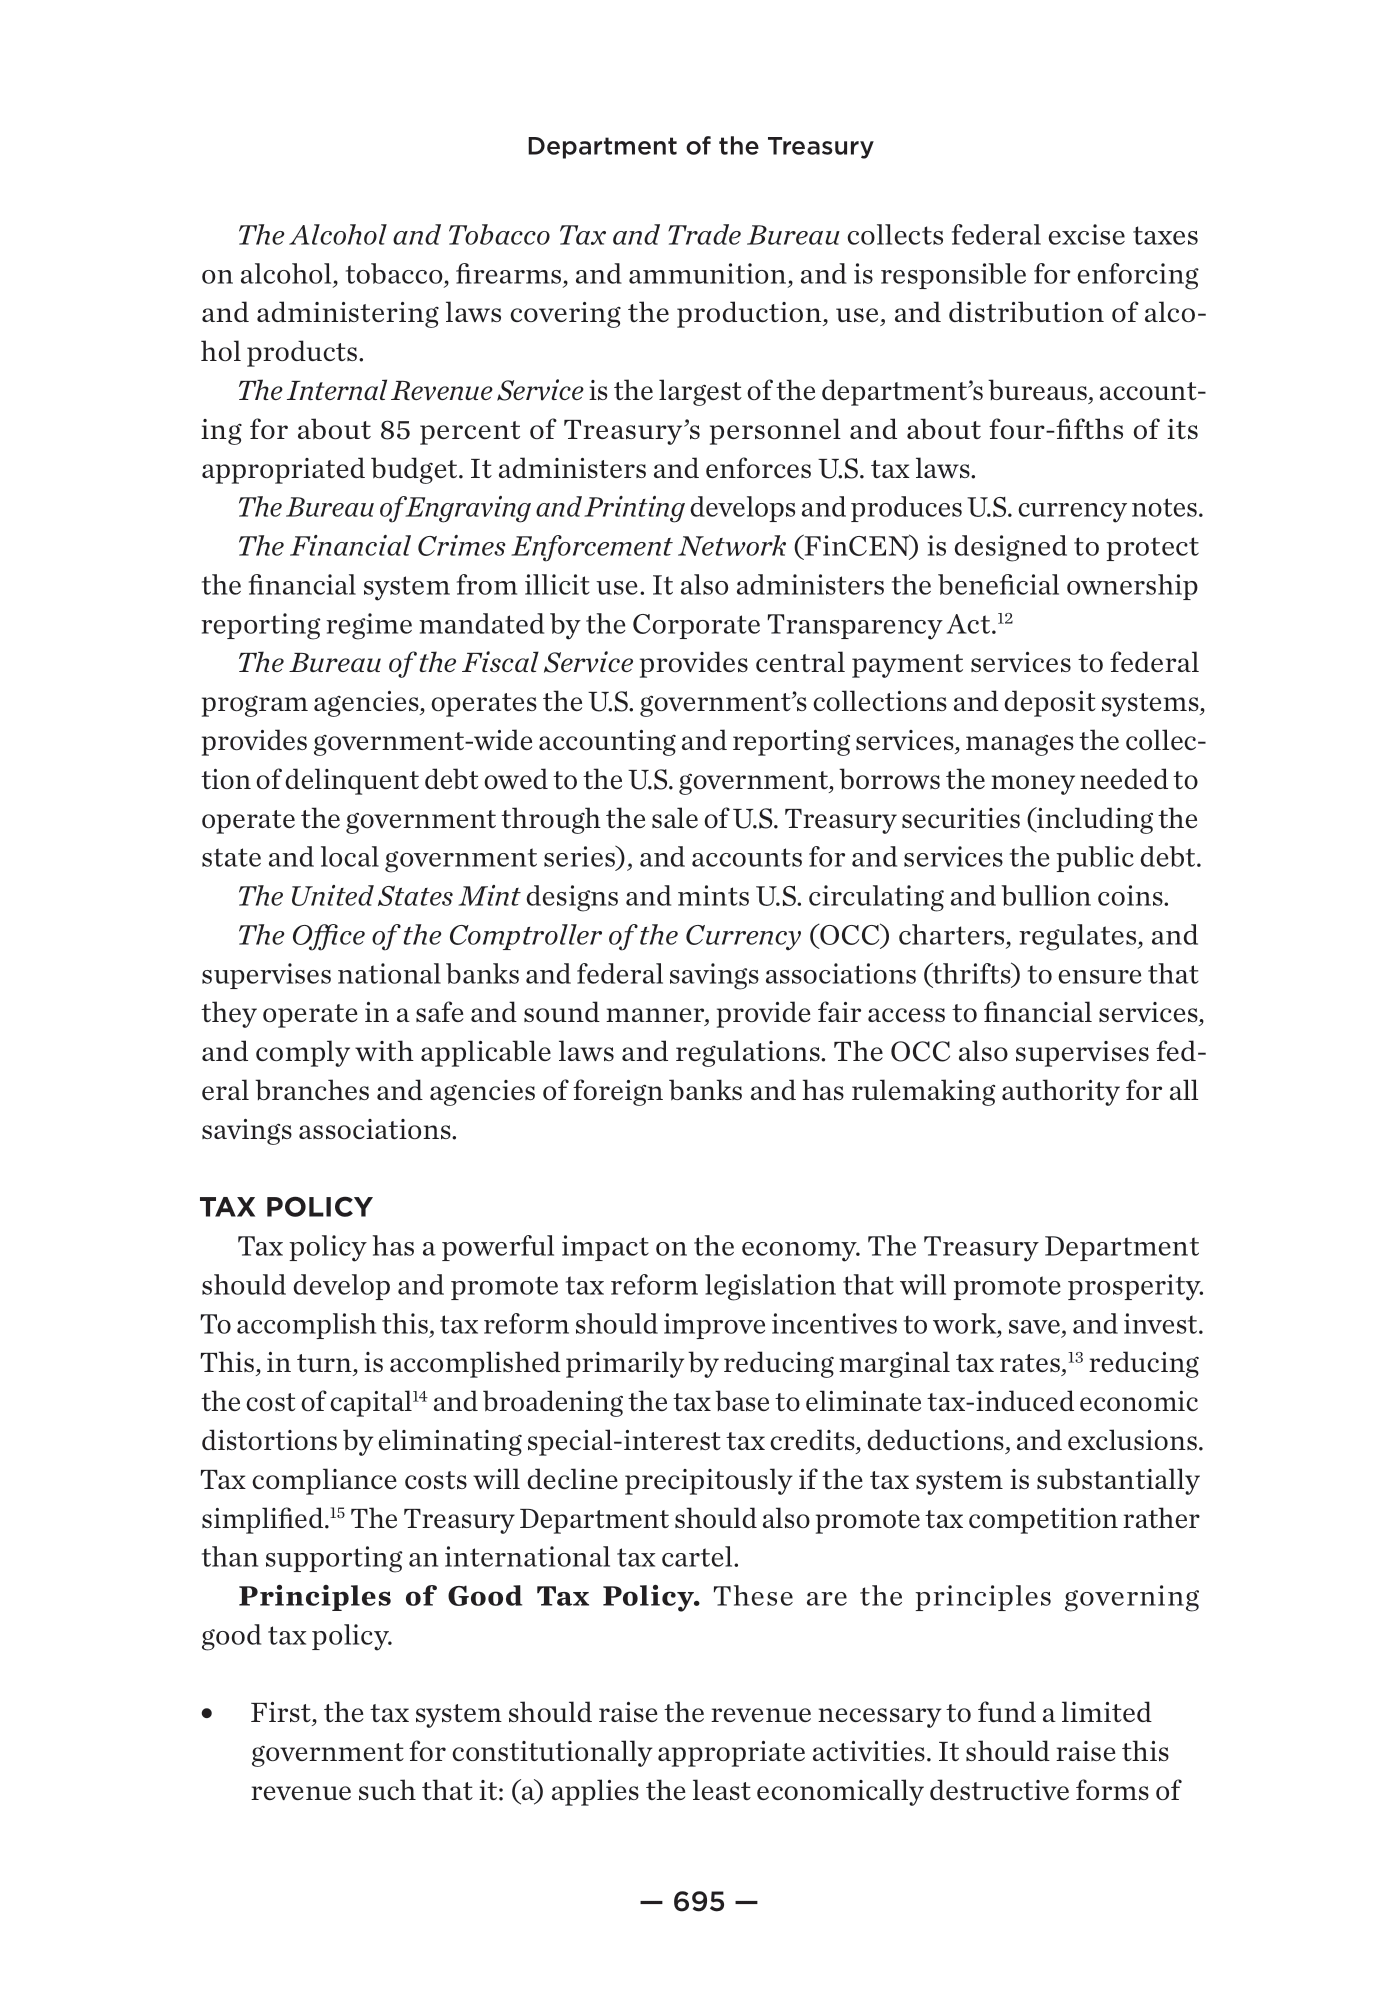 Department of the Treasury
The Alcohol and Tobacco Tax and Trade Bureau collects federal excise taxes
on alcohol, tobacco, firearms, and ammunition, and is responsible for enforcing
and administering laws covering the production, use, and distribution of alco-
hol products.
The Internal Revenue Service is the largest of the department’s bureaus, account-
ing for about 85 percent of Treasury’s personnel and about four-fifths of its
appropriated budget. It administers and enforces U.S. tax laws.
The Bureau of Engraving and Printing develops and produces U.S. currency notes.
The Financial Crimes Enforcement Network (FinCEN) is designed to protect
the financial system from illicit use. It also administers the beneficial ownership
reporting regime mandated by the Corporate Transparency Act.12
The Bureau of the Fiscal Service provides central payment services to federal
program agencies, operates the U.S. government’s collections and deposit systems,
provides government-wide accounting and reporting services, manages the collec-
tion of delinquent debt owed to the U.S. government, borrows the money needed to
operate the government through the sale of U.S. Treasury securities (including the
state and local government series), and accounts for and services the public debt.
The United States Mint designs and mints U.S. circulating and bullion coins.
The Office of the Comptroller of the Currency (OCC) charters, regulates, and
supervises national banks and federal savings associations (thrifts) to ensure that
they operate in a safe and sound manner, provide fair access to financial services,
and comply with applicable laws and regulations. The OCC also supervises fed-
eral branches and agencies of foreign banks and has rulemaking authority for all
savings associations.
TAX POLICY
Tax policy has a powerful impact on the economy. The Treasury Department
should develop and promote tax reform legislation that will promote prosperity.
To accomplish this, tax reform should improve incentives to work, save, and invest.
This, in turn, is accomplished primarily by reducing marginal tax rates,13 reducing
the cost of capital14 and broadening the tax base to eliminate tax-induced economic
distortions by eliminating special-interest tax credits, deductions, and exclusions.
Tax compliance costs will decline precipitously if the tax system is substantially
simplified.15 The Treasury Department should also promote tax competition rather
than supporting an international tax cartel.
Principles of Good Tax Policy. These are the principles governing
good tax policy.
• First, the tax system should raise the revenue necessary to fund a limited
government for constitutionally appropriate activities. It should raise this
revenue such that it: (a) applies the least economically destructive forms of
— 695 —